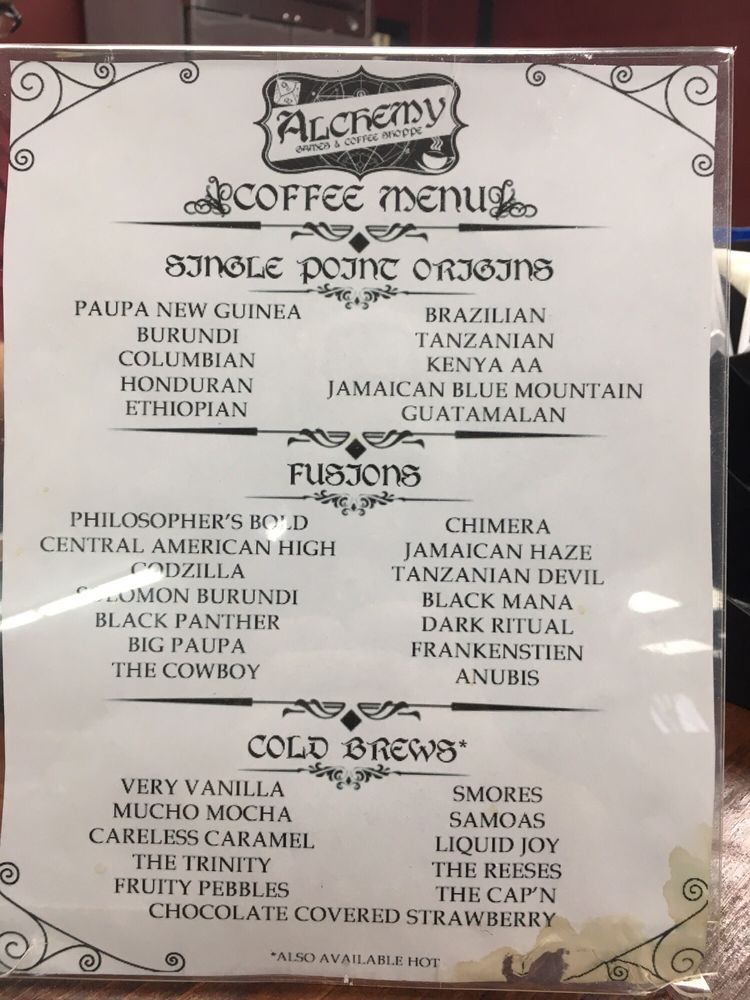 ALCHEMY
GAMES & COFFEE SHOPPE
COFFEE MENU
SINGLE POINT ORIGINS
PAUPA NEW GUINEA
BURUNDI
COLUMBIAN
HONDURAN
ETHIOPIAN
BRAZILIAN
TANZANIAN
KENYA AA
JAMAICAN BLUE MOUNTAIN
GUATAMALAN
FUSIONS
PHILOSOPHER'S BOLD
CENTRAL AMERICAN HIGH
GODZILLA
SOLOMON BURUNDI
BLACK PANTHER
BIG PAUPA
THE COWBOY
CHIMERA
JAMAICAN HAZE
TANZANIAN DEVIL
BLACK MANA
DARK RITUAL
FRANKENSTIEN
ANUBIS
COLD BREWS*
VERY VANILLA
MUCHO MOCHA
CARELESS CARAMEL
THE TRINITY
FRUITY PEBBLES
SMORES
SAMOAS
LIQUID JOY
THE REESES
THE CAP'N
CHOCOLATE COVERED STRAWBERRY
*ALSO AVAILABLE HOT